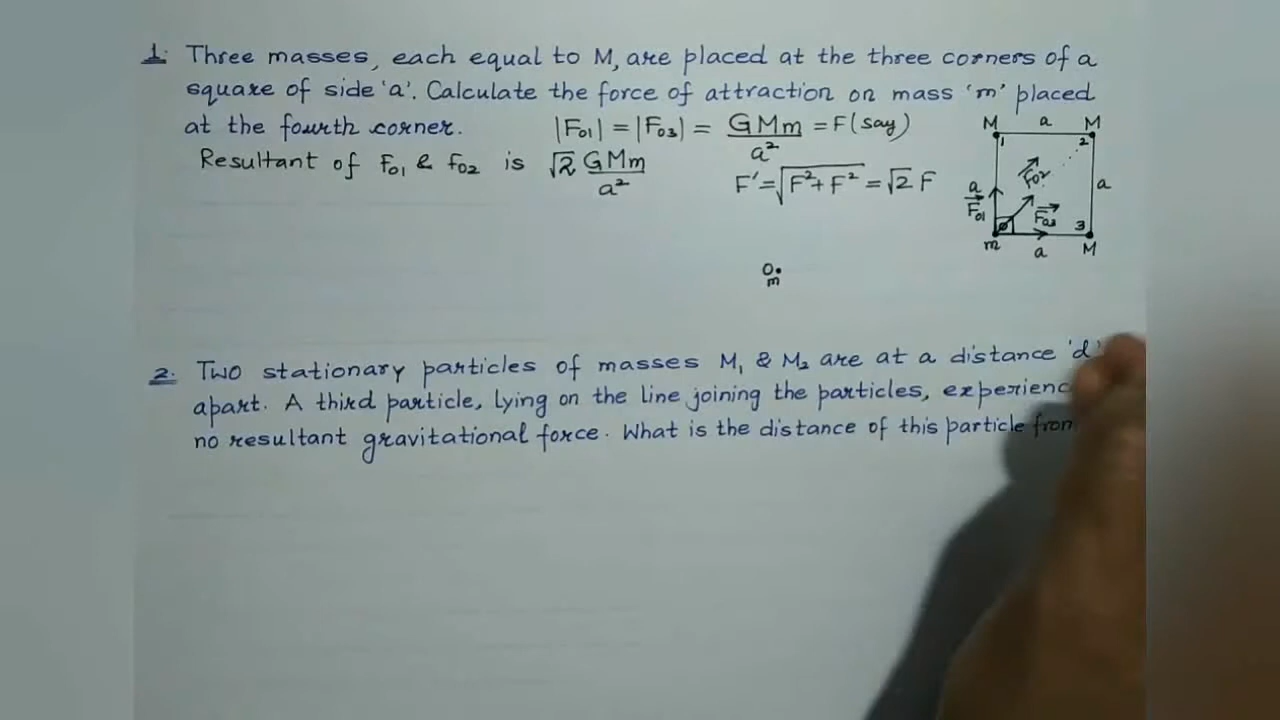 1. Three masses, each equal to M, are placed at the three corners of a
square of side 'a'. Calculate the force of attraction on mass 'm' placed
at the fourth corner. |F01| = |F03| = GMm/a² = F (say)
Resultant of F01 & F02 is √2 GMm/a² F' = √F²+F² = √2 F
M a M
1 2
F02
a a
F01 F03 3
m a M
0
m
2. Two stationary particles of masses M1 & M2 are at a distance 'd'
apart. A third particle, lying on the line joining the particles, experienc
no resultant gravitational force. What is the distance of this particle from